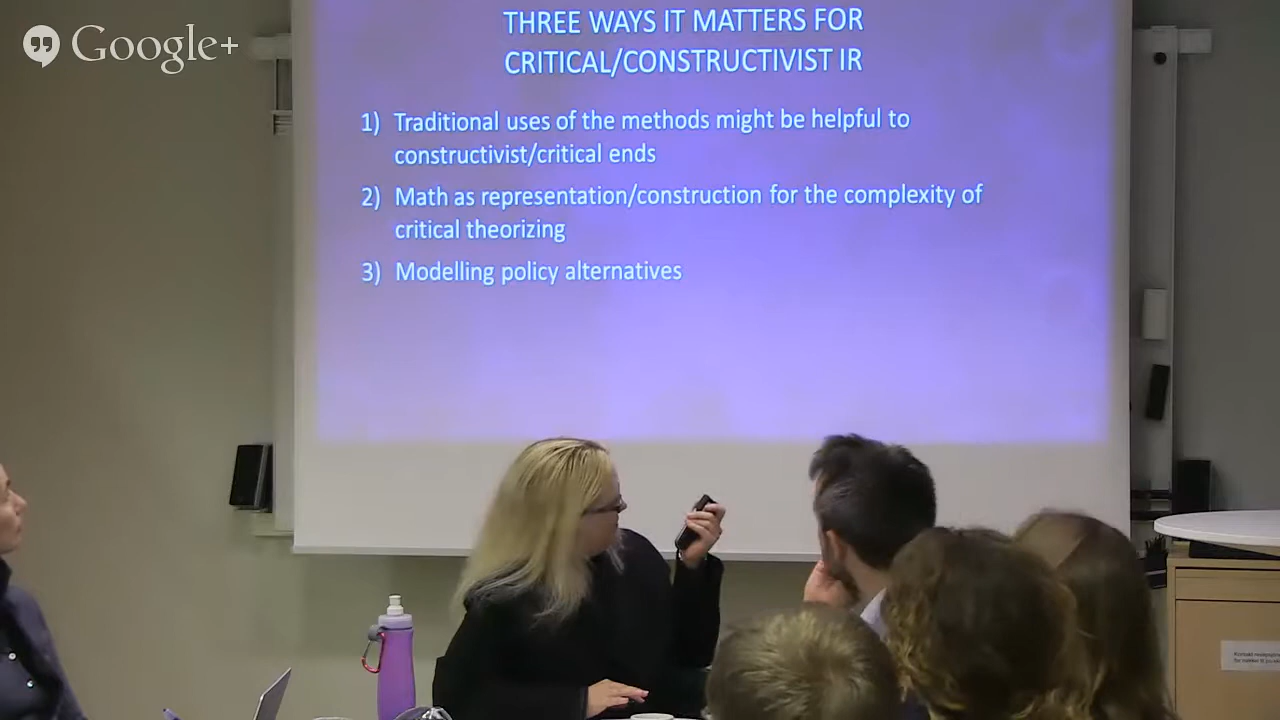 Google+
THREE WAYS IT MATTERS FOR
CRITICAL/CONSTRUCTIVIST IR
1) Traditional uses of the methods might be helpful to
constructivist/critical ends
2) Math as representation/construction for the complexity of
critical theorizing
3) Modelling policy alternatives